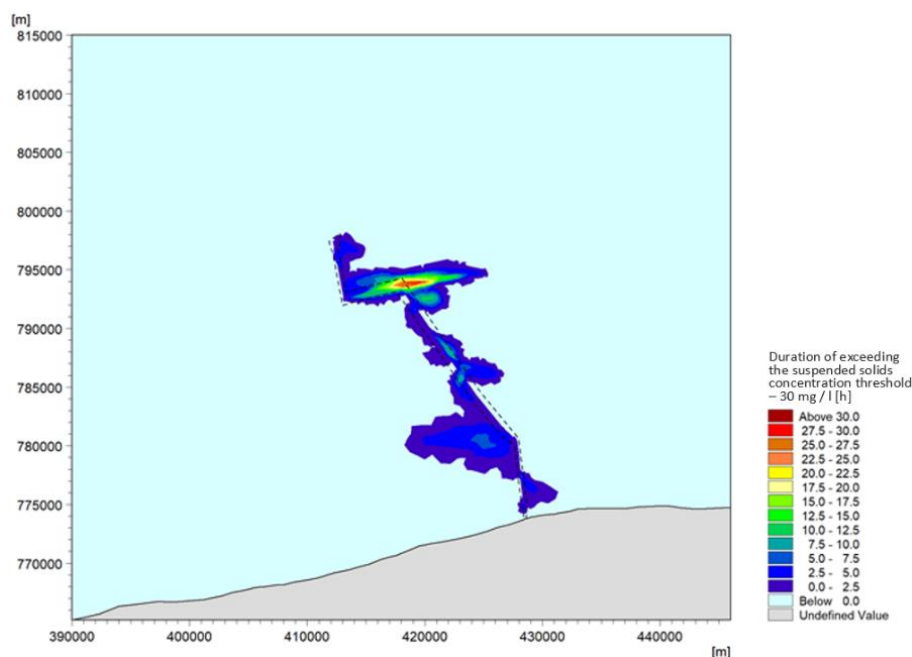 [m]
815000
810000
805000
800000
795000
790000
785000
780000
775000
770000
390000 400000 410000 420000 430000 440000
[m]
Duration of exceeding
the suspended solids
concentration threshold
– 30 mg / l [h]
Above 30.0
27.5 - 30.0
25.0 - 27.5
22.5 - 25.0
20.0 - 22.5
17.5 - 20.0
15.0 - 17.5
12.5 - 15.0
10.0 - 12.5
7.5 - 10.0
5.0 - 7.5
2.5 - 5.0
0.0 - 2.5
Below 0.0
Undefined Value